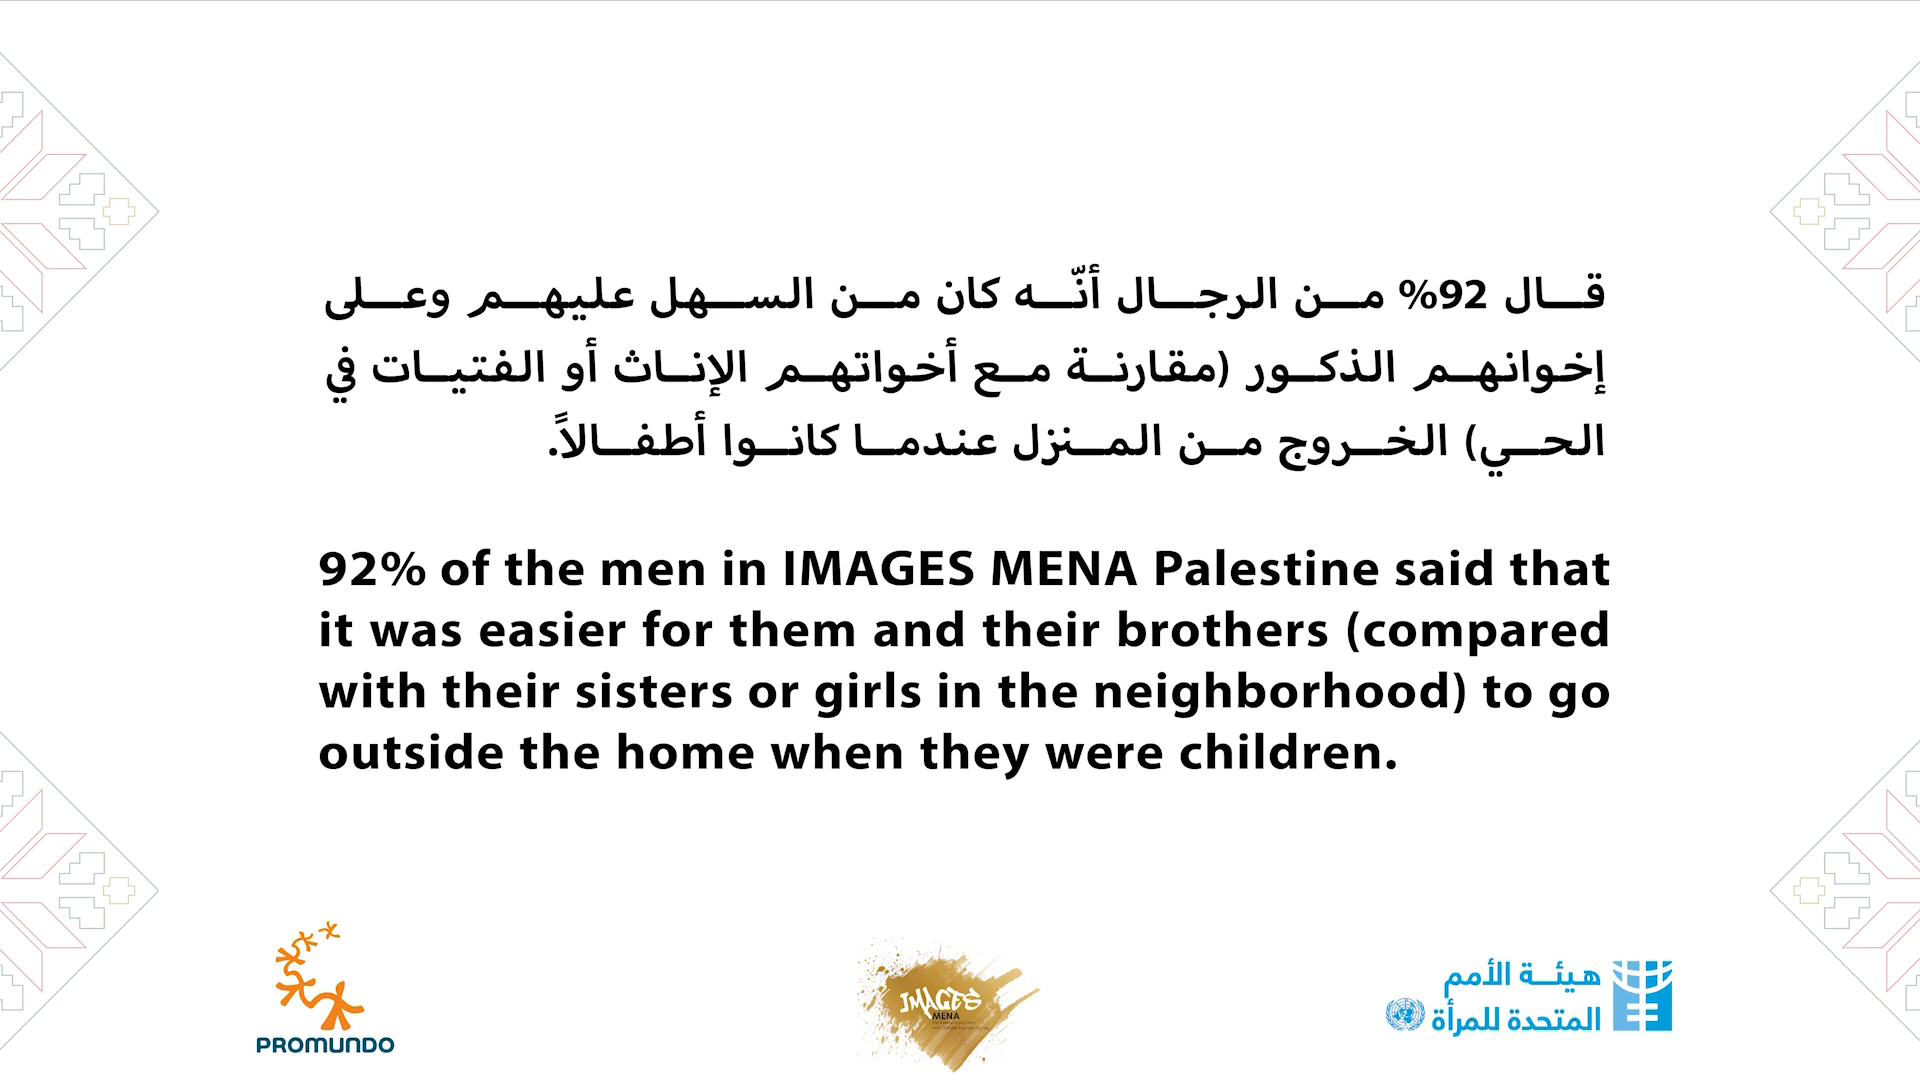 قال 92% من الرجال أنّه كان من السهل عليهم وعلى
إخوانهم الذكور (مقارنة مع أخواتهم الإناث أو الفتيات في
الحي) الخروج من المنزل عندما كانوا أطفالاً.
92% of the men in IMAGES MENA Palestine said that
it was easier for them and their brothers (compared
with their sisters or girls in the neighborhood) to go
outside the home when they were children.
PROMUNDO
IMAGES
MENA
هيئة الأمم
المتحدة للمرأة